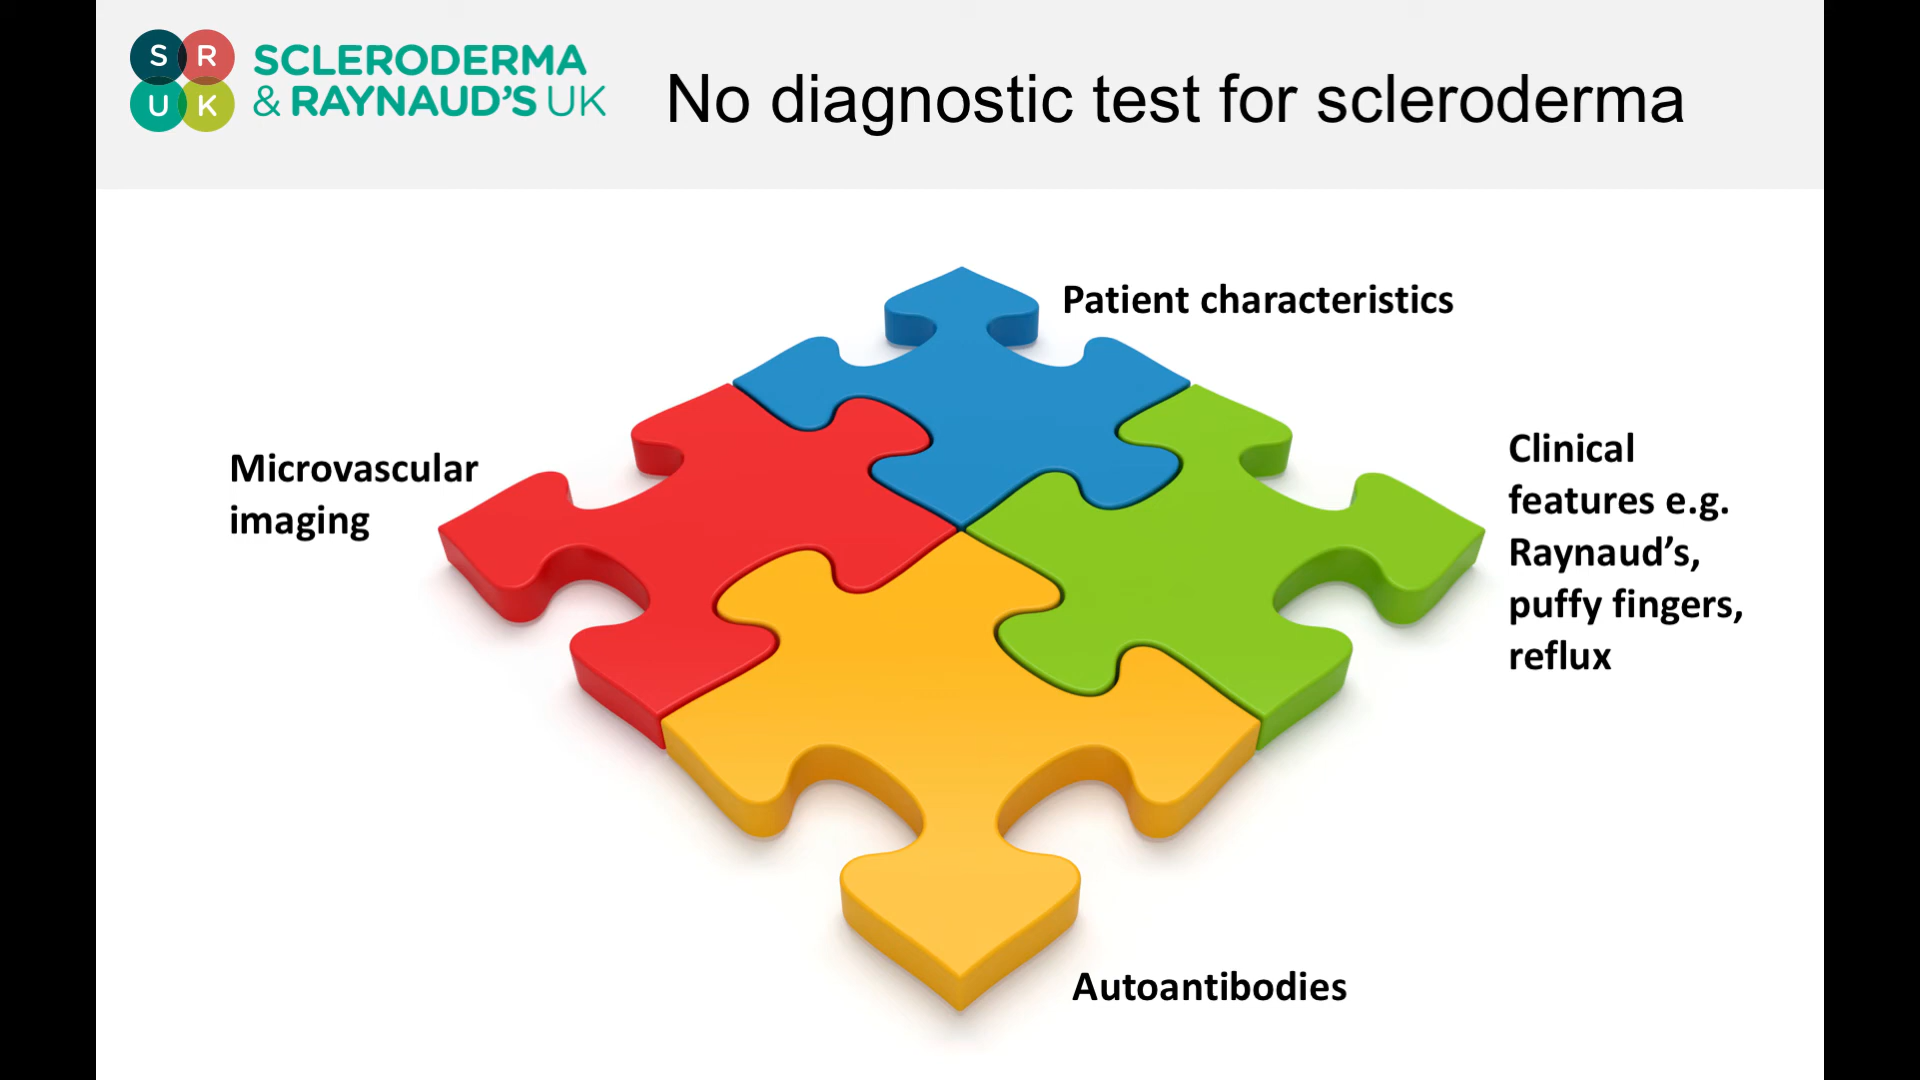 S R
U K
SCLERODERMA
& RAYNAUD'S UK
No diagnostic test for scleroderma
Patient characteristics
Microvascular
imaging
Clinical
features e.g.
Raynaud’s,
puffy fingers,
reflux
Autoantibodies